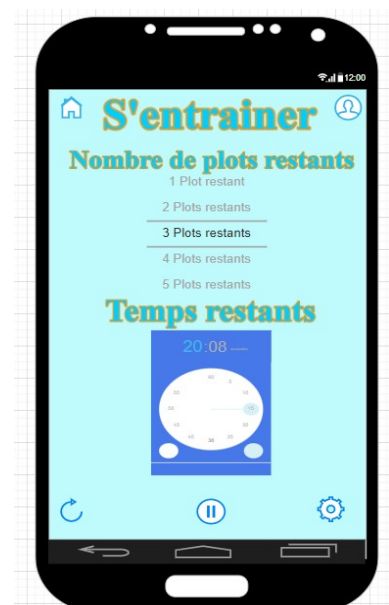 12:00
S'entrainer
Nombre de plots restants
1 Plot restant
2 Plots restants
3 Plots restants
4 Plots restants
5 Plots restants
Temps restants
20:08